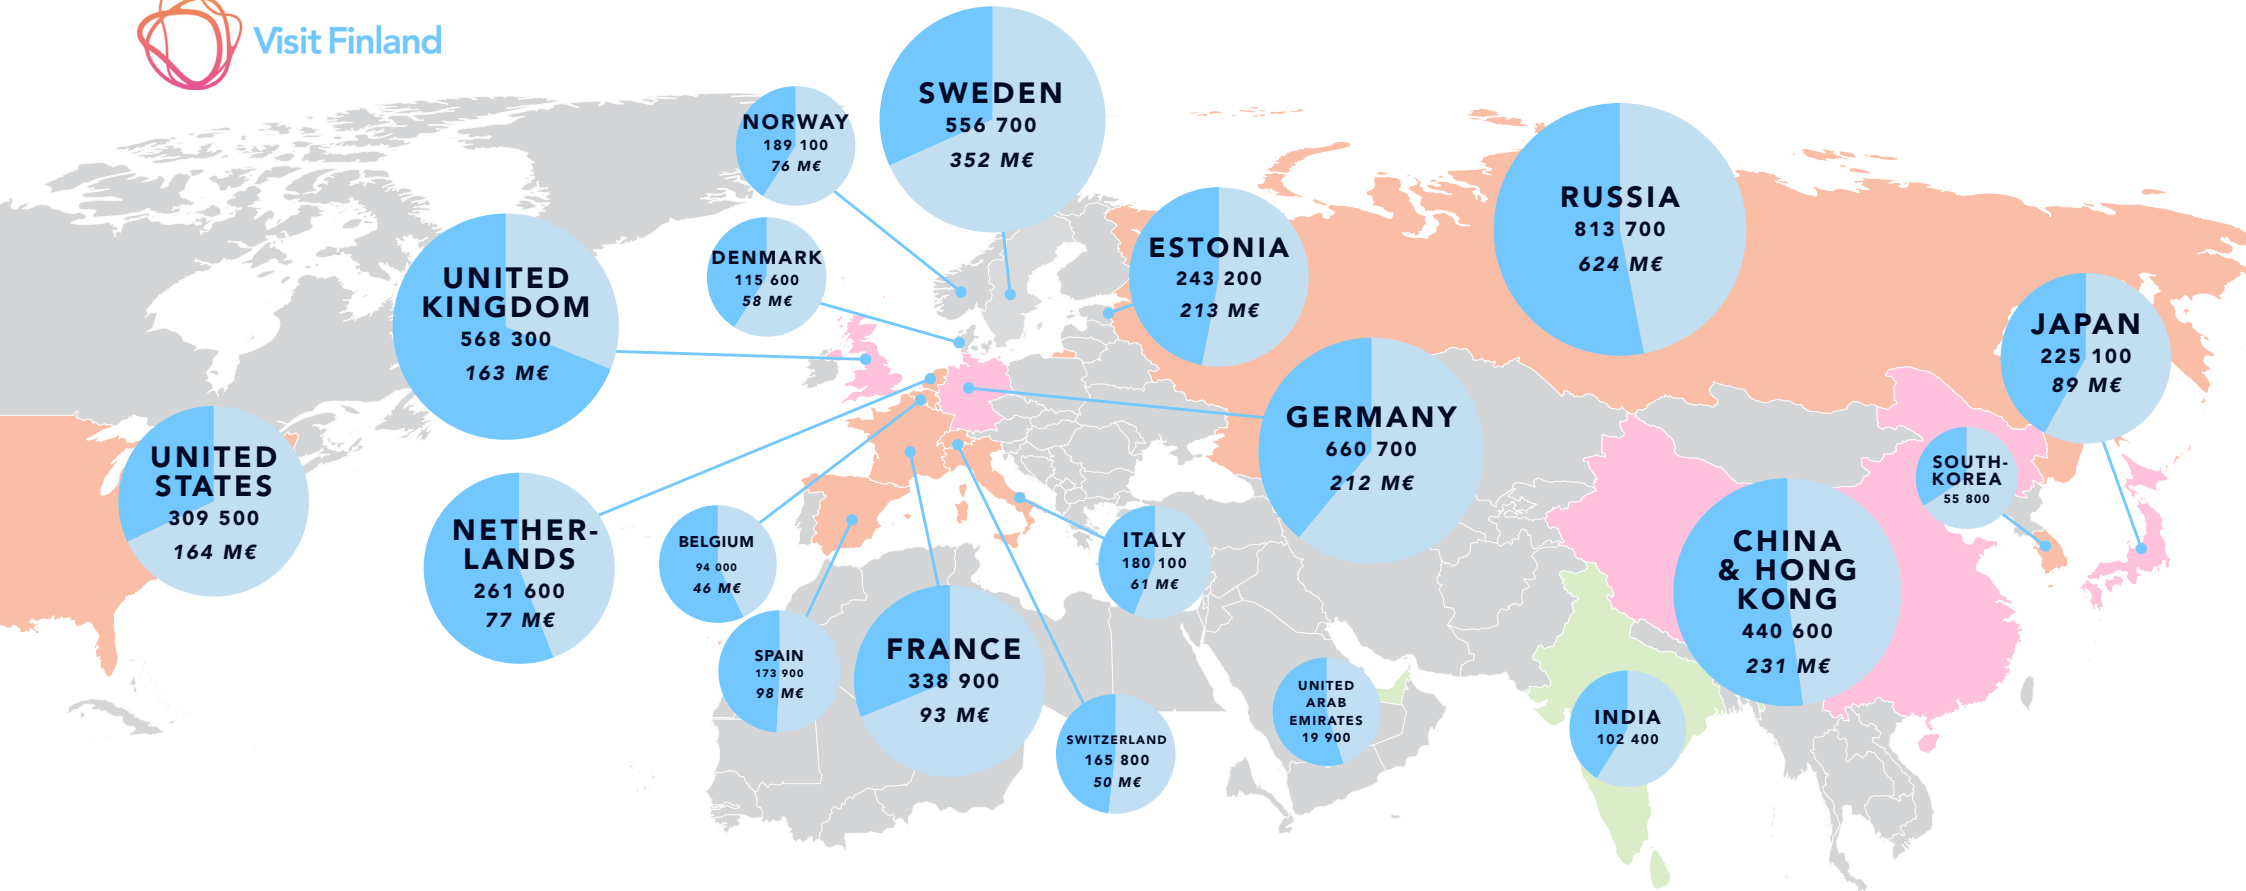 Visit Finland
SWEDEN
556 700
352 M€
NORWAY
189 100
76 M€
RUSSIA
813 700
624 M€
ESTONIA
243 200
213 M€
DENMARK
115 600
58 M€
UNITED
KINGDOM
568 300
163 M€
JAPAN
225 100
89 M€
GERMANY
660 700
212 M€
UNITED
STATES
309 500
164 M€
SOUTH-
KOREA
55 800
NETHER-
LANDS
261 600
77 M€
BELGIUM
94 000
46 M€
ITALY
180 100
61 M€
CHINA
& HONG
KONG
440 600
231 M€
SPAIN
173 900
98 M€
FRANCE
338 900
93 M€
SWITZERLAND
165 800
50 M€
UNITED
ARAB
EMIRATES
19 900
INDIA
102 400